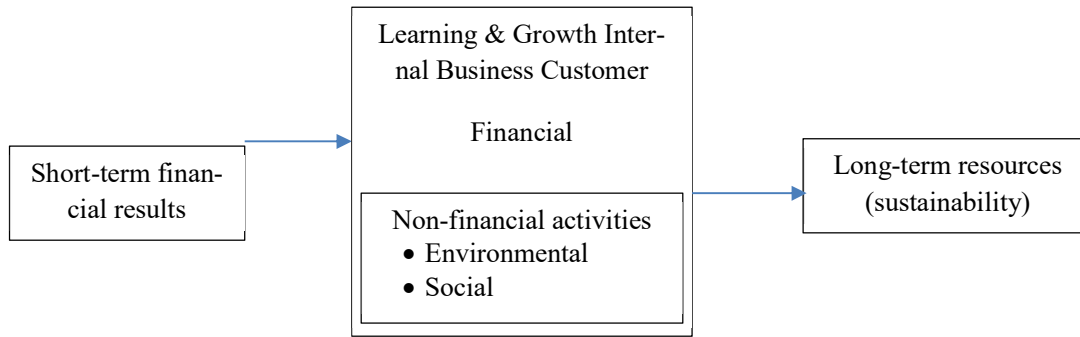 Short-term finan-
cial results
Learning & Growth Inter-
nal Business Customer
Financial
Non-financial activities
• Environmental
• Social
Long-term resources
(sustainability)